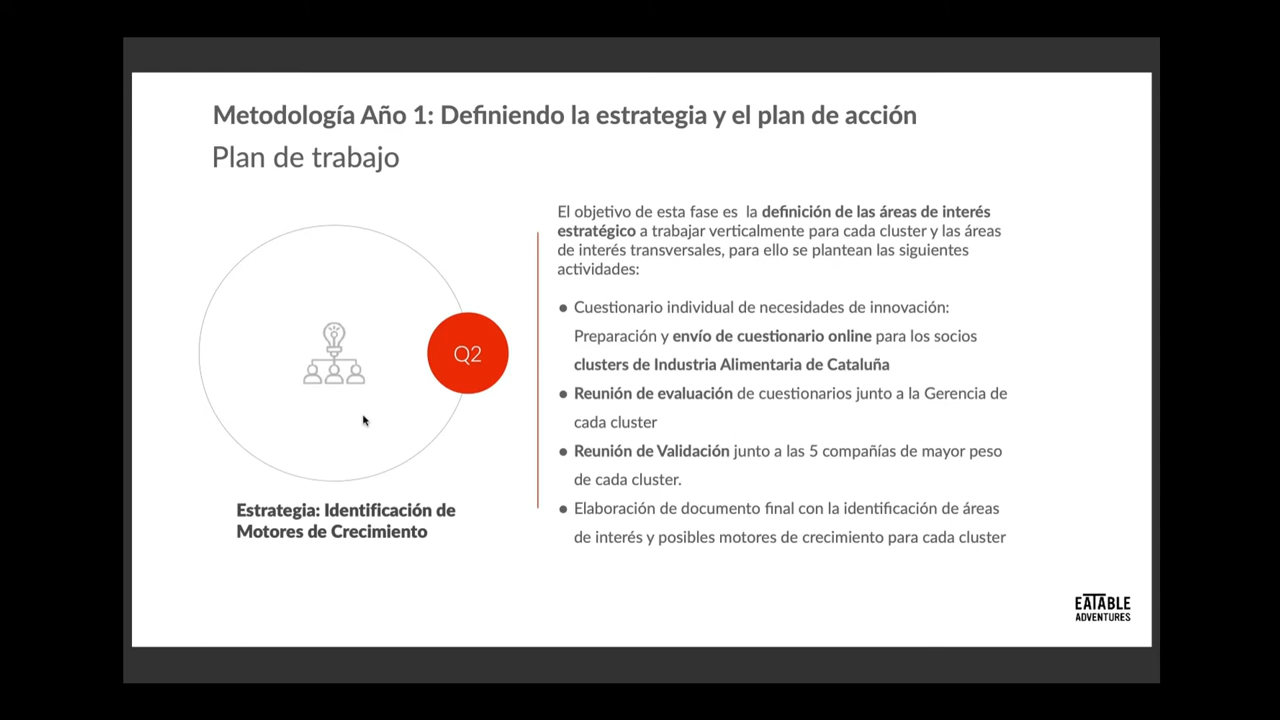 Metodología Año 1: Definiendo la estrategia y el plan de acción
Plan de trabajo
Q2
Estrategia: Identificación de
Motores de Crecimiento
El objetivo de esta fase es la definición de las áreas de interés
estratégico a trabajar verticalmente para cada cluster y las áreas
de interés transversales, para ello se plantean las siguientes
actividades:
● Cuestionario individual de necesidades de innovación:
Preparación y envío de cuestionario online para los socios
clusters de Industria Alimentaria de Cataluña
● Reunión de evaluación de cuestionarios junto a la Gerencia de
cada cluster
● Reunión de Validación junto a las 5 compañías de mayor peso
de cada cluster.
● Elaboración de documento final con la identificación de áreas
de interés y posibles motores de crecimiento para cada cluster
EATABLE
ADVENTURES